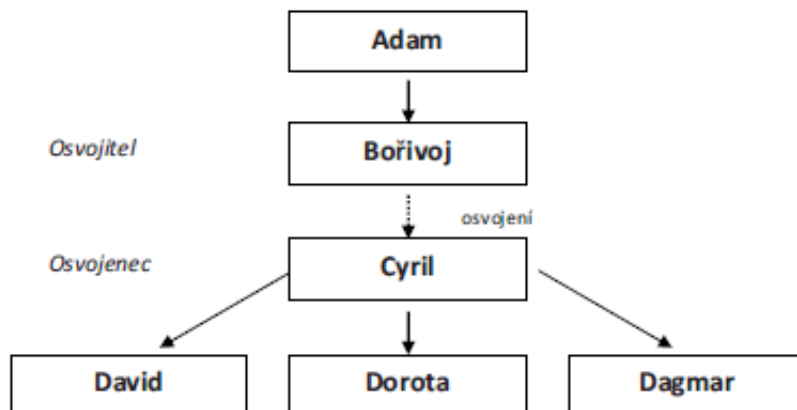 Adam
Osvojitel
Bořivoj
osvojení
Osvojenec
Cyril
David
Dorota
Dagmar